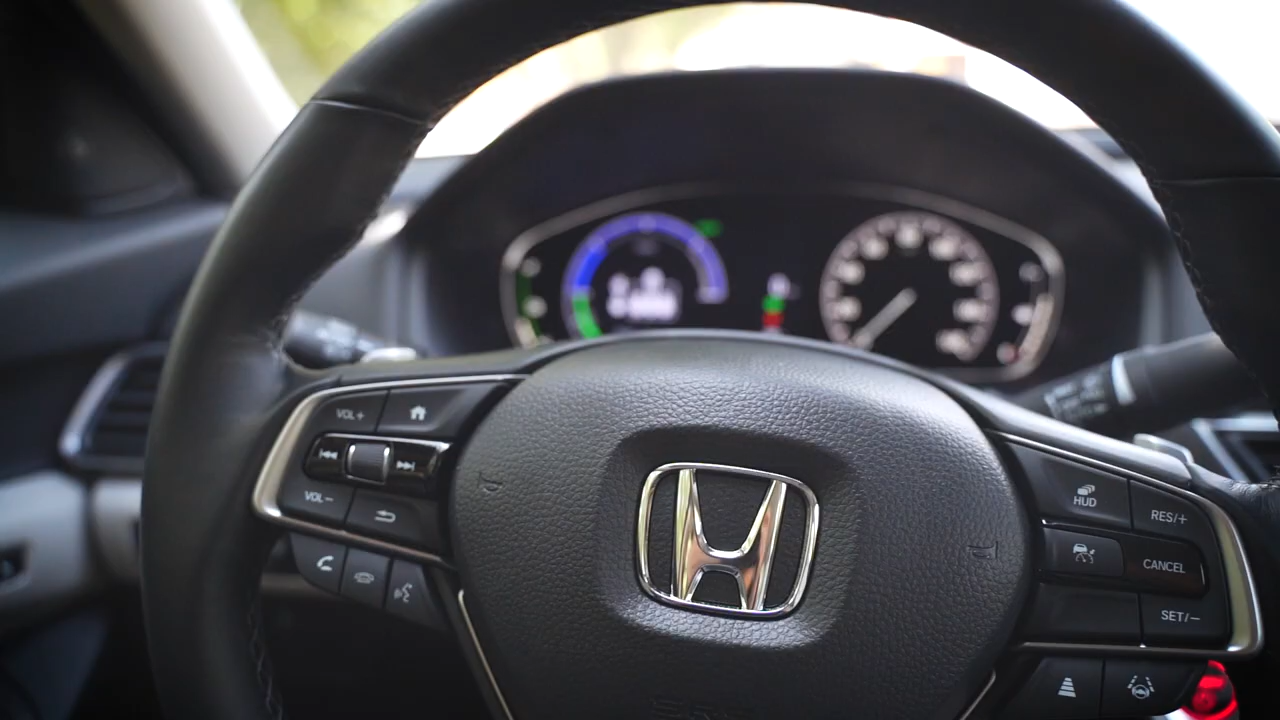 VOL+
VOL−
HUD
RES/+
CANCEL
SET/−